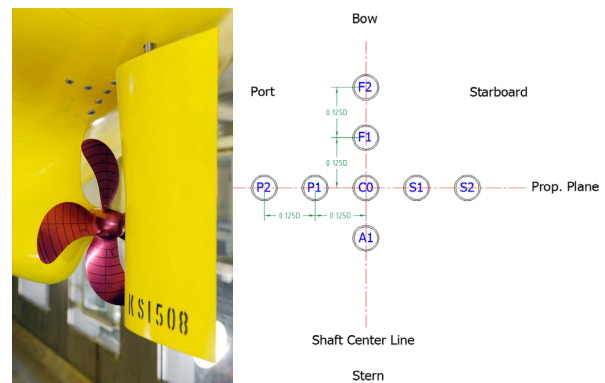 KS1508
Bow
F2
Port
Starboard
0.125D
F1
0.125D
P2
P1
C0
S1
S2
Prop. Plane
0.125D
0.125D
A1
Shaft Center Line
Stern